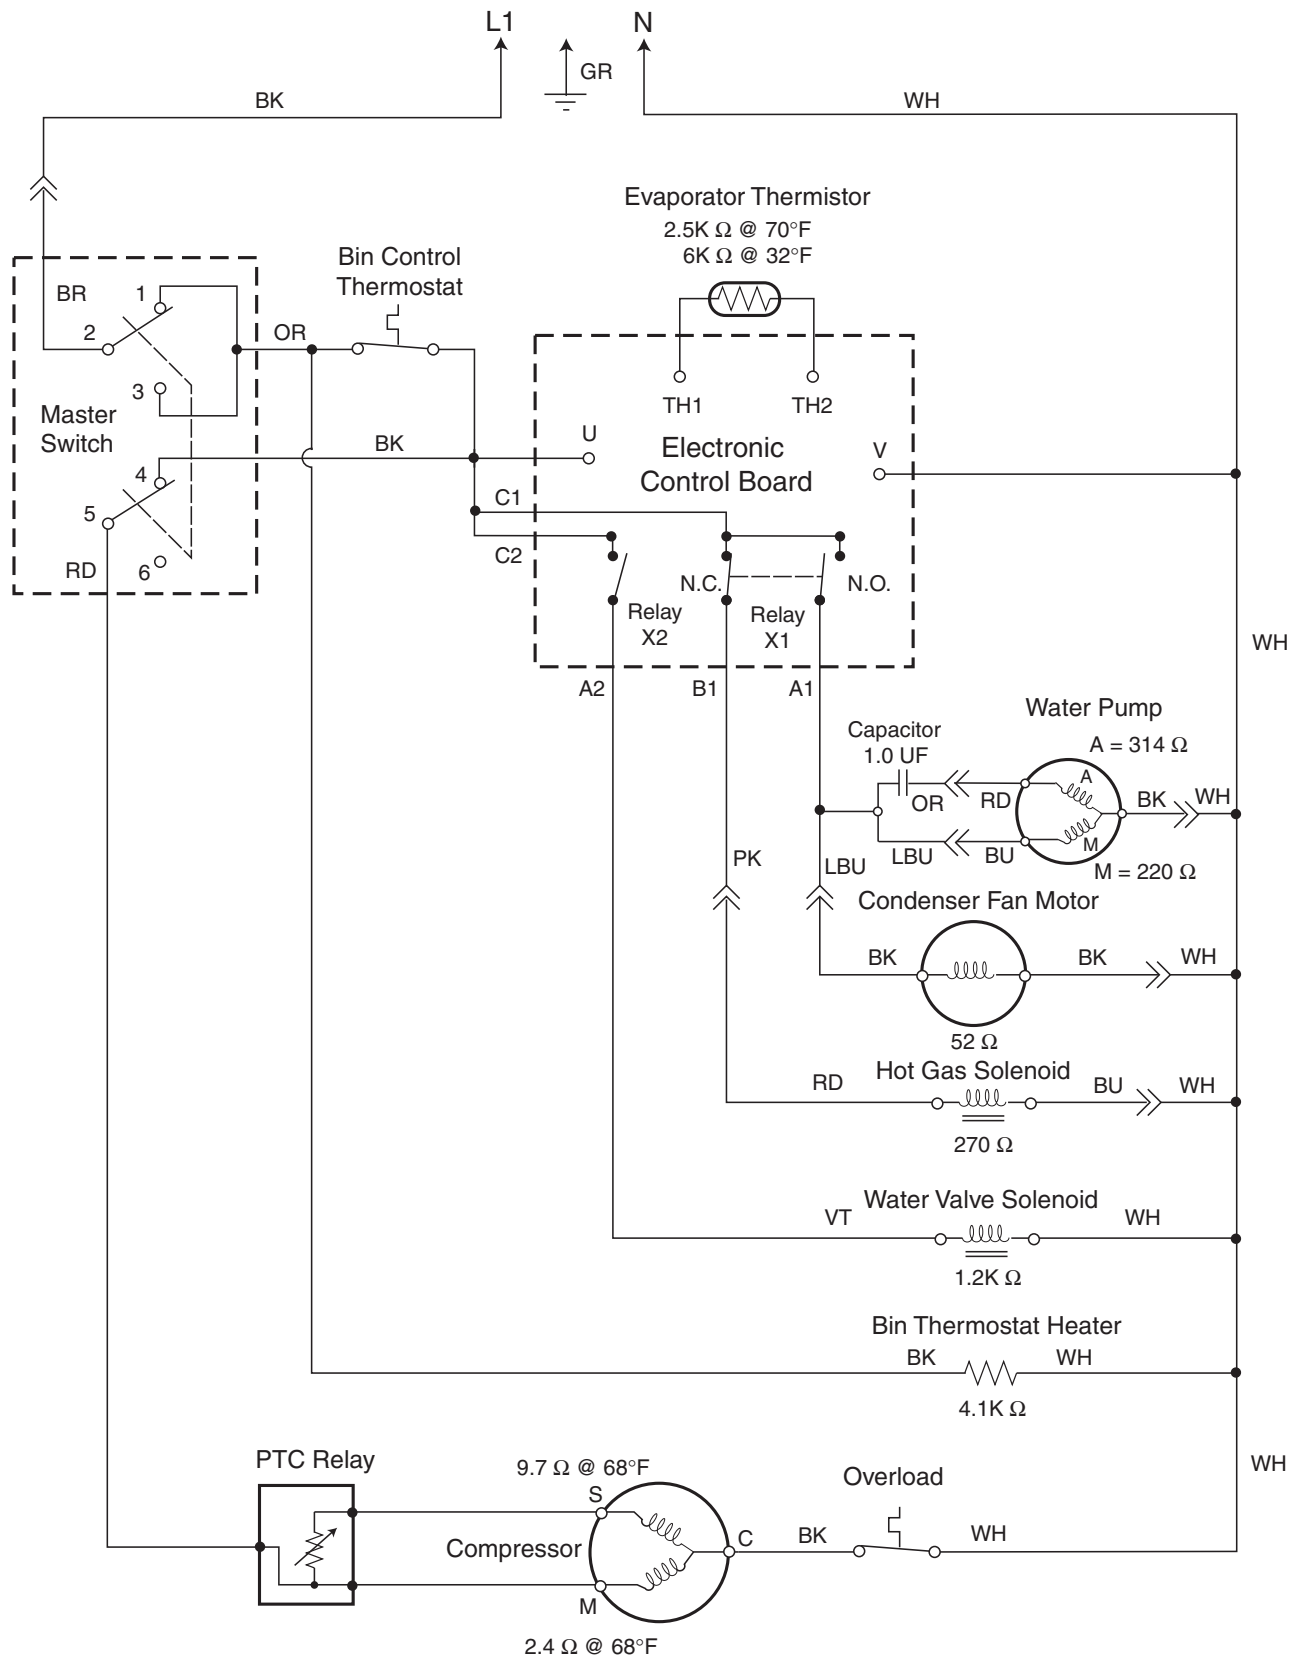 L1
N
GR
BK
WH
Evaporator Thermistor
2.5K Ω @ 70°F
6K Ω @ 32°F
Bin Control
Thermostat
BR
1
2
OR
3
Master
Switch
TH1
TH2
BK
U
Electronic
Control Board
V
4
5
C1
C2
RD
6
N.C.
N.O.
Relay
X2
Relay
X1
WH
A2
B1
A1
Water Pump
Capacitor
1.0 UF
A = 314 Ω
A
OR
RD
BK
WH
M
LBU
BU
PK
LBU
M = 220 Ω
Condenser Fan Motor
BK
BK
WH
52 Ω
Hot Gas Solenoid
RD
BU
WH
270 Ω
Water Valve Solenoid
VT
WH
1.2K Ω
Bin Thermostat Heater
BK
WH
4.1K Ω
PTC Relay
9.7 Ω @ 68°F
Overload
WH
S
Compressor
C
BK
WH
M
2.4 Ω @ 68°F